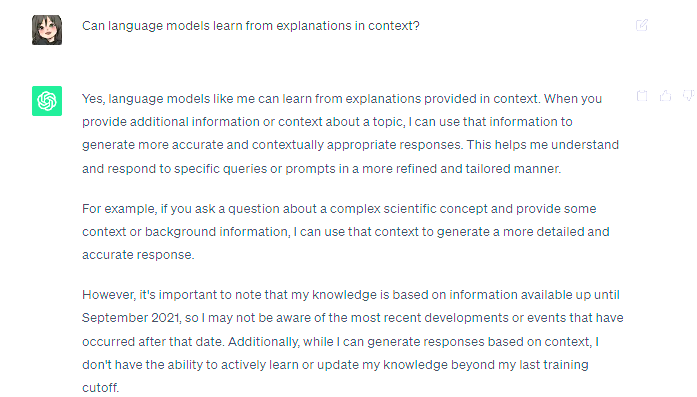 Can language models learn from explanations in context?
Yes, language models like me can learn from explanations provided in context. When you
provide additional information or context about a topic, I can use that information to
generate more accurate and contextually appropriate responses. This helps me understand
and respond to specific queries or prompts in a more refined and tailored manner.
For example, if you ask a question about a complex scientific concept and provide some
context or background information, I can use that context to generate a more detailed and
accurate response.
However, it's important to note that my knowledge is based on information available up until
September 2021, so I may not be aware of the most recent developments or events that have
occurred after that date. Additionally, while I can generate responses based on context, I
don't have the ability to actively learn or update my knowledge beyond my last training
cutoff.